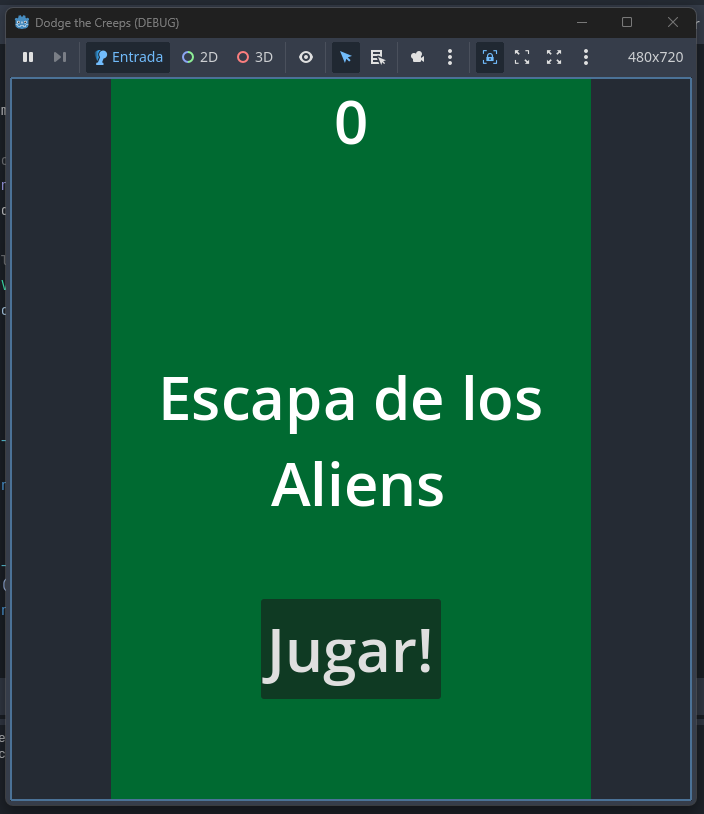 Dodge the Creeps (DEBUG)
Entrada 2D 3D 480x720
0
Escapa de los
Aliens
Jugar!